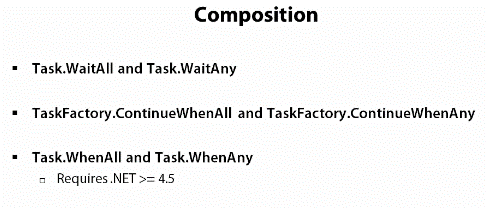 Composition
Task.WaitAll and Task.WaitAny
TaskFactory.ContinueWhenAll and TaskFactory.ContinueWhenAny
Task.WhenAll and Task.WhenAny
Requires .NET >= 4.5